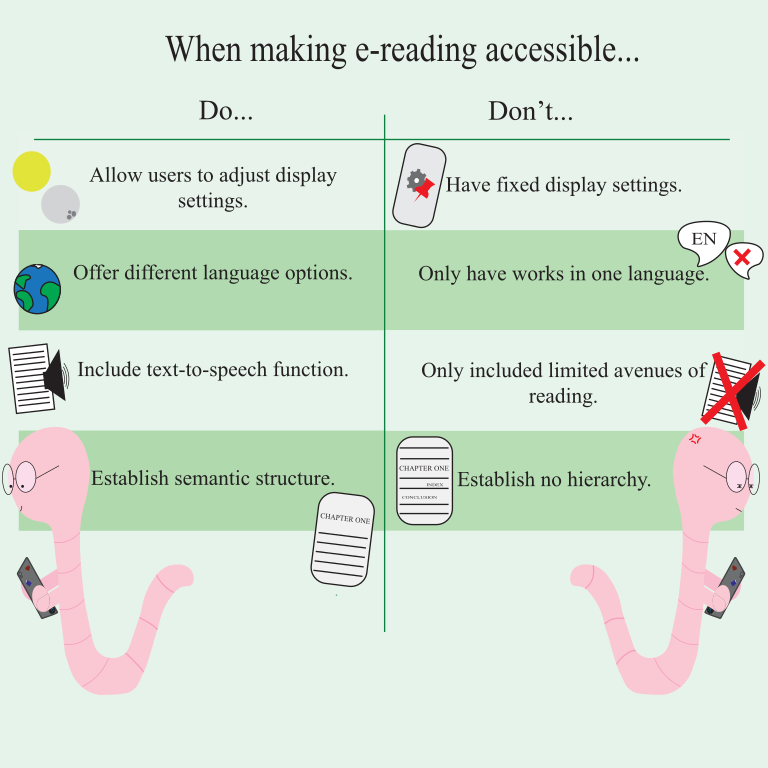 When making e-reading accessible...
Do...
Don’t...
Allow users to adjust display
settings.
Have fixed display settings.
EN
Offer different language options.
Only have works in one language.
Include text-to-speech function.
Only included limited avenues of
reading.
Establish semantic structure.
CHAPTER ONE
CHAPTER ONE
INDEX
CONCLUSION
Establish no hierarchy.